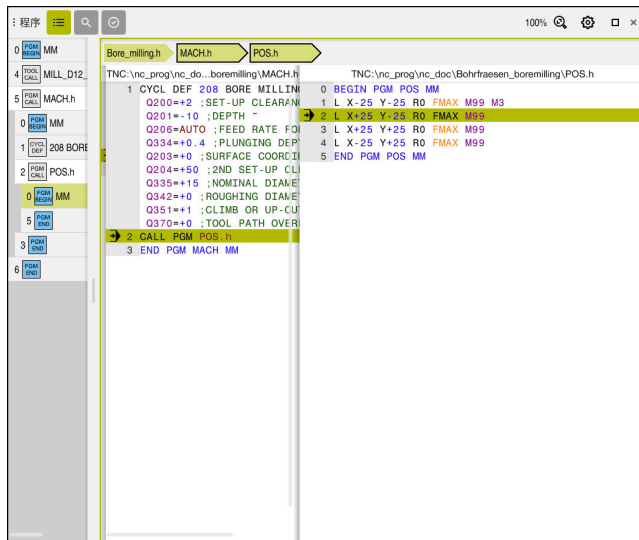 程序
100%
0 PGM BEGIN MM
4 TOOL CALL MILL_D12_
5 PGM CALL MACH.h
0 PGM BEGIN MM
1 CYCL DEF 208 BORE
2 PGM CALL POS.h
0 PGM BEGIN MM
5 PGM END
3 PGM END
6 PGM END
Bore_milling.h MACH.h POS.h
TNC:\nc_prog\nc_do...boremilling\MACH.h
1 CYCL DEF 208 BORE MILLING
Q200=+2 ;SET-UP CLEARANC
Q201=-10 ;DEPTH ~
Q206=AUTO ;FEED RATE FO
Q334=+0.4 ;PLUNGING DEP
Q203=+0 ;SURFACE COORDI
Q204=+50 ;2ND SET-UP CL
Q335=+15 ;NOMINAL DIAME
Q342=+0 ;ROUGHING DIAME
Q351=+1 ;CLIMB OR UP-CU
Q370=+0 ;TOOL PATH OVER
2 CALL PGM POS.h
3 END PGM MACH MM
TNC:\nc_prog\nc_doc\Bohrfraesen_boremilling\POS.h
0 BEGIN PGM POS MM
1 L X-25 Y-25 R0 FMAX M99 M3
2 L X+25 Y-25 R0 FMAX M99
3 L X+25 Y+25 R0 FMAX M99
4 L X-25 Y+25 R0 FMAX M99
5 END PGM POS MM